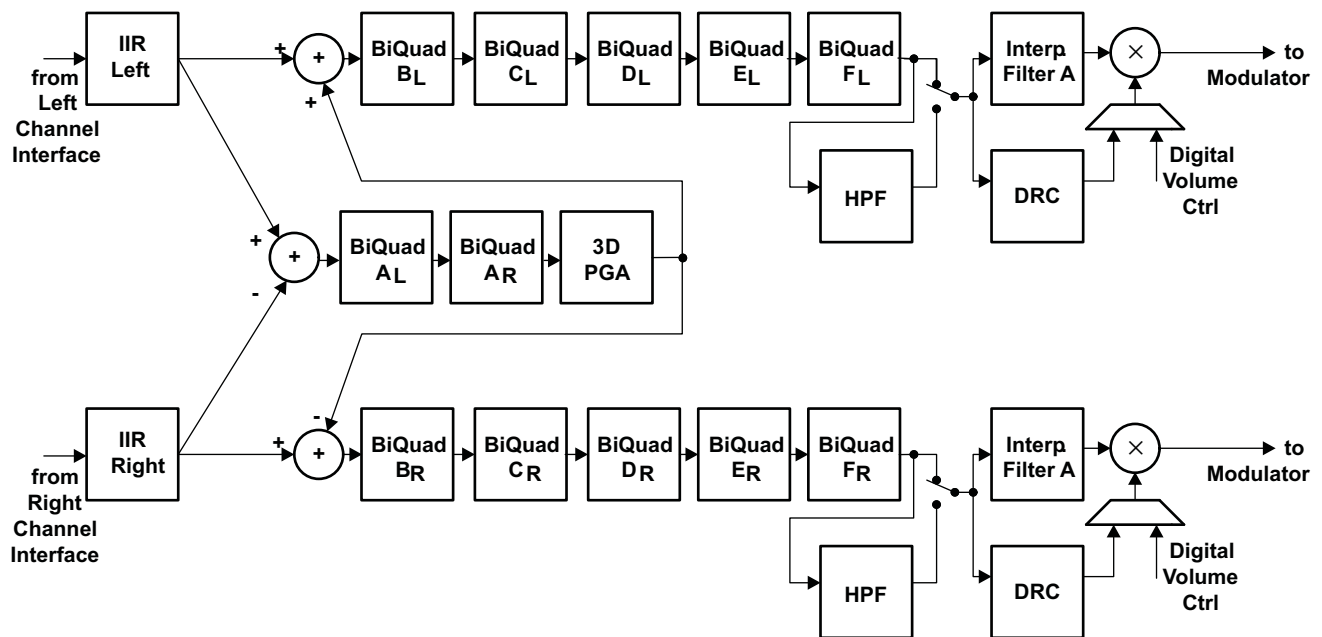 IIR
Left
from
Left
Channel
Interface
+
+
+
BiQuad
BL
BiQuad
CL
BiQuad
DL
BiQuad
EL
BiQuad
FL
HPF
Interp.
Filter A
DRC
×
to
Modulator
Digital
Volume
Ctrl
+
-
+
BiQuad
AL
BiQuad
AR
3D
PGA
IIR
Right
from
Right
Channel
Interface
+
-
+
BiQuad
BR
BiQuad
CR
BiQuad
DR
BiQuad
ER
BiQuad
FR
HPF
Interp.
Filter A
DRC
×
to
Modulator
Digital
Volume
Ctrl